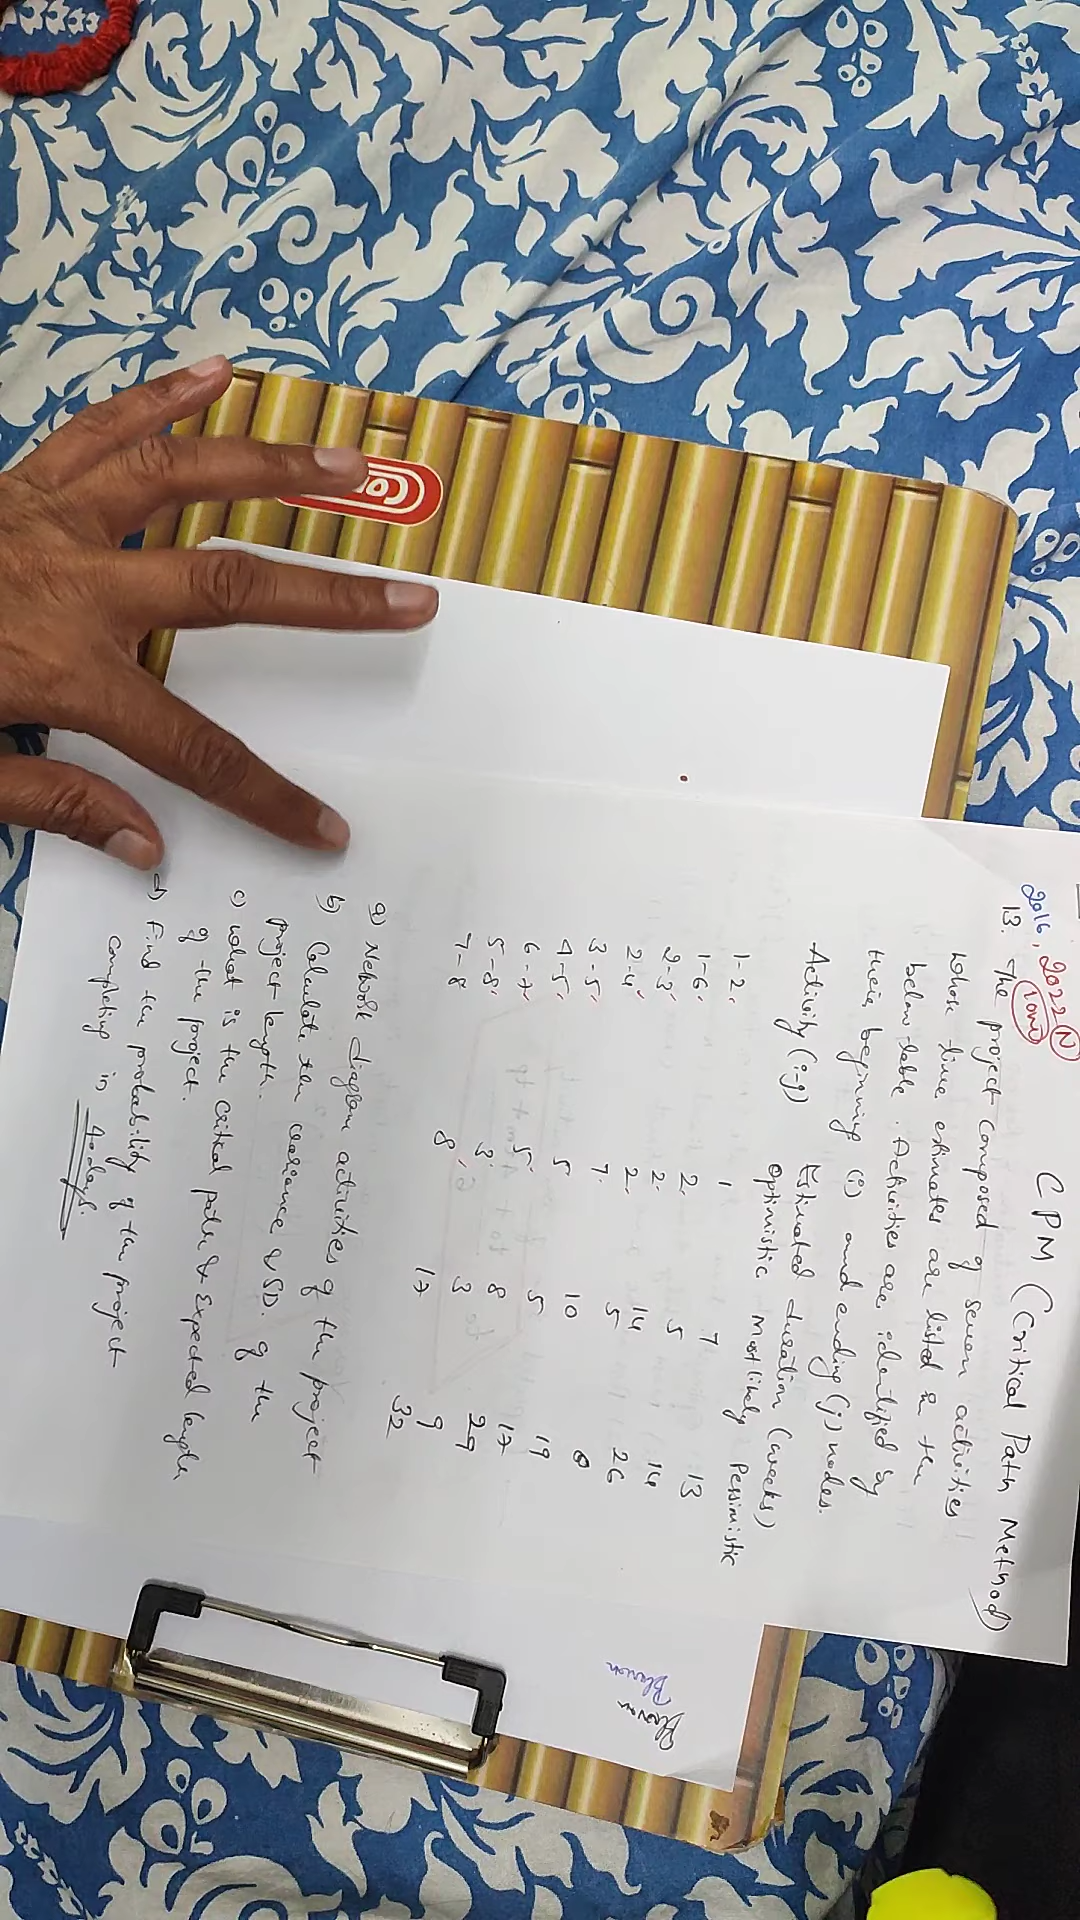 CPM (Critical Path Method)
2016, 2022 N
10M
13. The project composed of seven activities
whose time estimates are listed in the
below table. Activities are identified by
their beginning (i) and ending (j) nodes.
Activity (i-j) Estimated duration (weeks)
optimistic Most likely Pessimistic
1-2 1 7 13
1-6 2 5 14
2-3 2 14 26
2-4 2 5 8
3-5 7 10 19
4-5 5 5 17
6-7 5 8 29
5-8 3 3 9
7-8 8 17 32
a) Network diagram activities of the project
b) Calculate the variance & SD. of the
project length.
c) what is the critical path & Expected length
of the project.
d) Find the probability of the project
completing in 40 days.